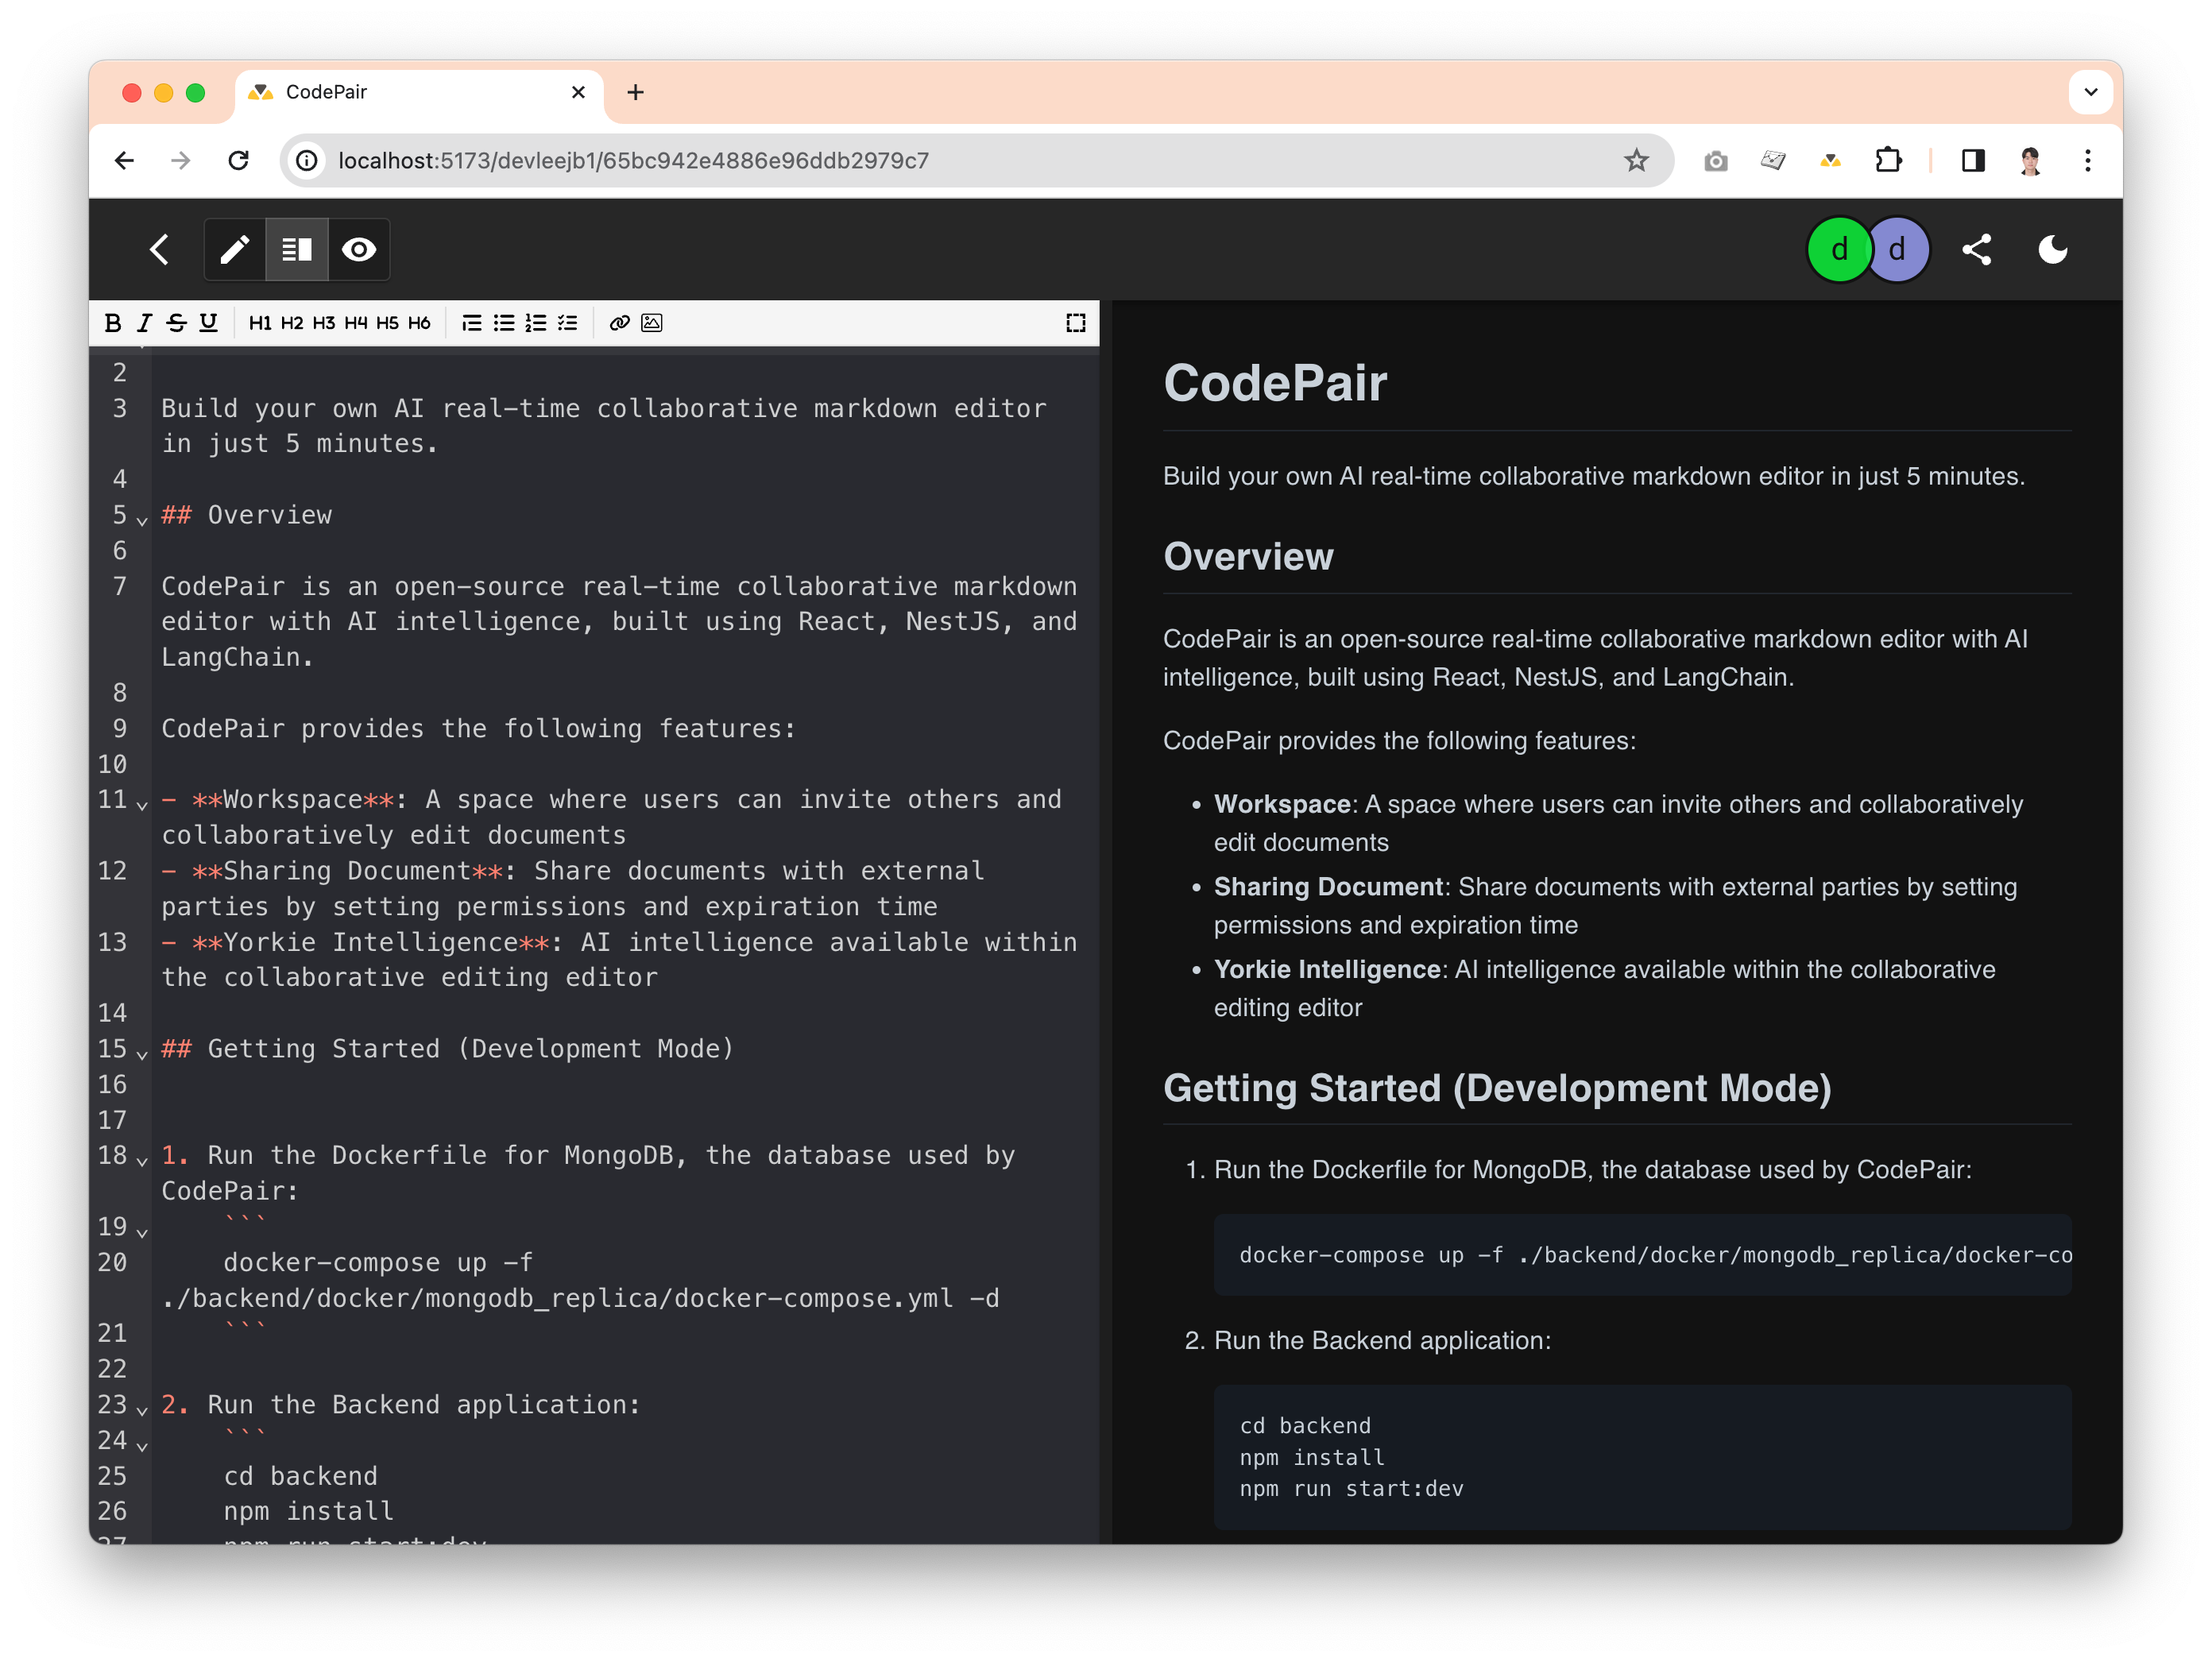 CodePair
localhost:5173/devleejb1/65bc942e4886e96ddb2979c7
d d
B I S U H1 H2 H3 H4 H5 H6
2
3 Build your own AI real-time collaborative markdown editor
in just 5 minutes.
4
5 ## Overview
6
7 CodePair is an open-source real-time collaborative markdown
editor with AI intelligence, built using React, NestJS, and
LangChain.
8
9 CodePair provides the following features:
10
11 - **Workspace**: A space where users can invite others and
collaboratively edit documents
12 - **Sharing Document**: Share documents with external
parties by setting permissions and expiration time
13 - **Yorkie Intelligence**: AI intelligence available within
the collaborative editing editor
14
15 ## Getting Started (Development Mode)
16
17
18 1. Run the Dockerfile for MongoDB, the database used by
CodePair:
19 ```
20 docker-compose up -f
./backend/docker/mongodb_replica/docker-compose.yml -d
21 ```
22
23 2. Run the Backend application:
24 ```
25 cd backend
26 npm install
27 npm run start:dev
CodePair
Build your own AI real-time collaborative markdown editor in just 5 minutes.
Overview
CodePair is an open-source real-time collaborative markdown editor with AI
intelligence, built using React, NestJS, and LangChain.
CodePair provides the following features:
• Workspace: A space where users can invite others and collaboratively
edit documents
• Sharing Document: Share documents with external parties by setting
permissions and expiration time
• Yorkie Intelligence: AI intelligence available within the collaborative
editing editor
Getting Started (Development Mode)
1. Run the Dockerfile for MongoDB, the database used by CodePair:
docker-compose up -f ./backend/docker/mongodb_replica/docker-co
2. Run the Backend application:
cd backend
npm install
npm run start:dev